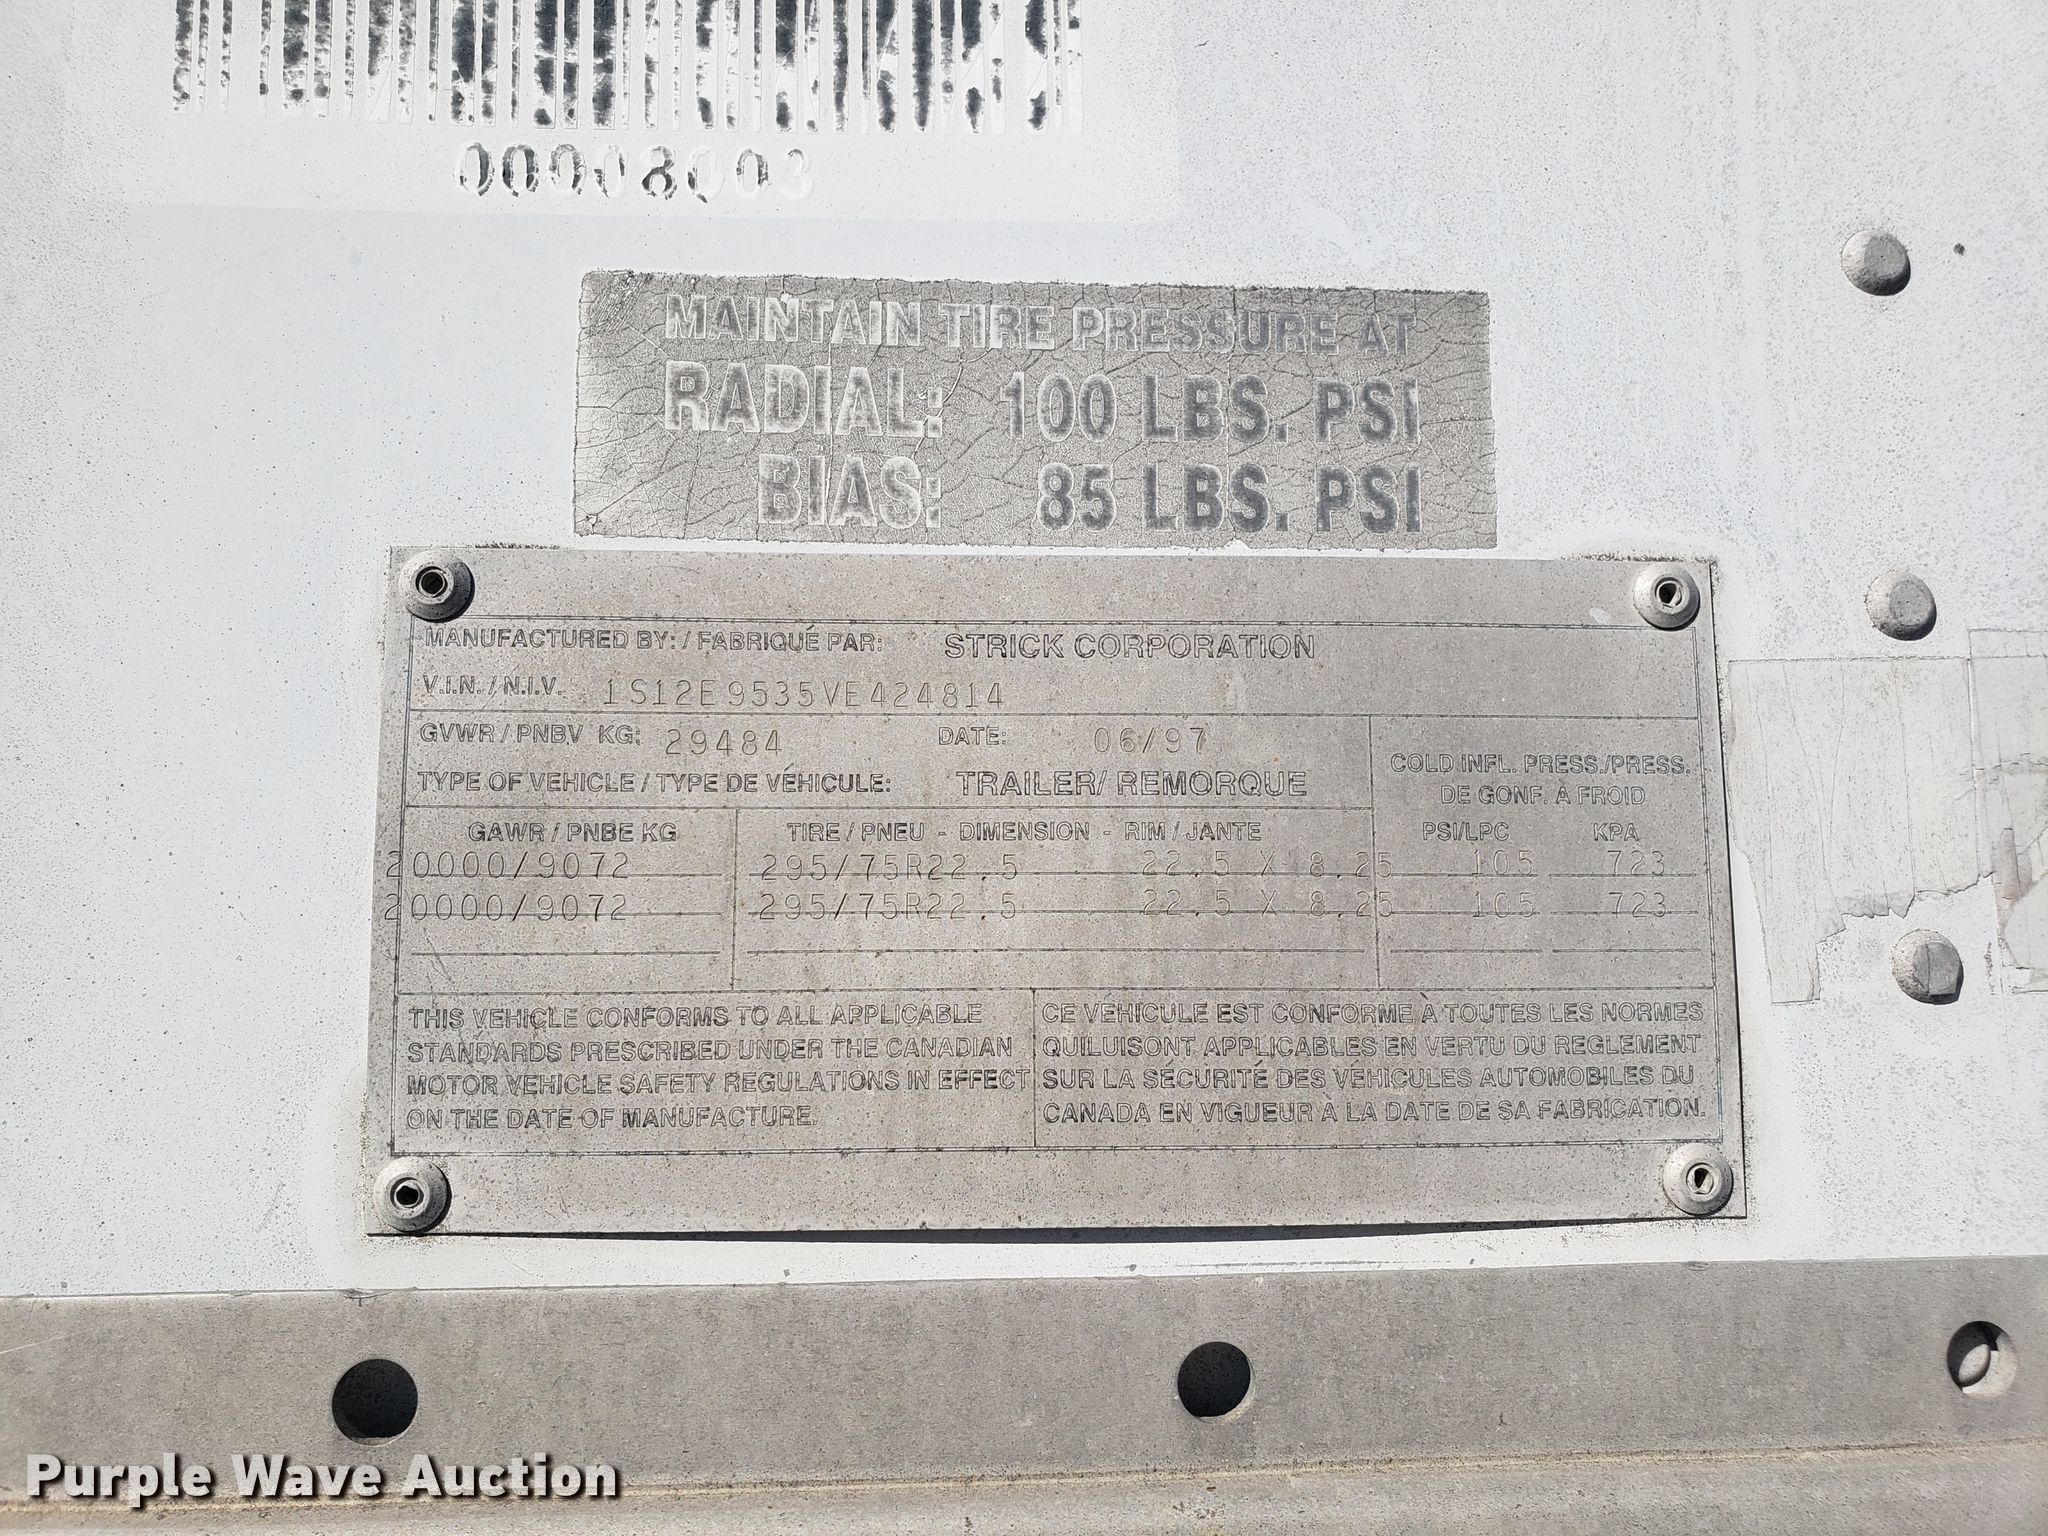 00008003
MAINTAIN TIRE PRESSURE AT
RADIAL: 100 LBS. PSI
BIAS: 85 LBS. PSI
MANUFACTURED BY: / FABRIQUÉ PAR: STRICK CORPORATION
V.I.N. / N.I.V. 1S12E9535VE424814
GVWR / PNBV KG: 29484 DATE: 06/97
TYPE OF VEHICLE / TYPE DE VÉHICULE: TRAILER/ REMORQUE
COLD INFL. PRESS./PRESS.
DE GONF. À FROID
GAWR / PNBE KG TIRE / PNEU - DIMENSION - RIM / JANTE PSI/LPC KPA
20000/9072 295/75R22.5 22.5 X 8.25 105 723
20000/9072 295/75R22.5 22.5 X 8.25 105 723
THIS VEHICLE CONFORMS TO ALL APPLICABLE
STANDARDS PRESCRIBED UNDER THE CANADIAN
MOTOR VEHICLE SAFETY REGULATIONS IN EFFECT
ON THE DATE OF MANUFACTURE.
CE VÉHICULE EST CONFORME À TOUTES LES NORMES
QUILUISONT APPLICABLES EN VERTU DU REGLEMENT
SUR LA SÉCURITÉ DES VÉHICULES AUTOMOBILES DU
CANADA EN VIGUEUR A LA DATE DE SA FABRICATION.
Purple Wave Auction